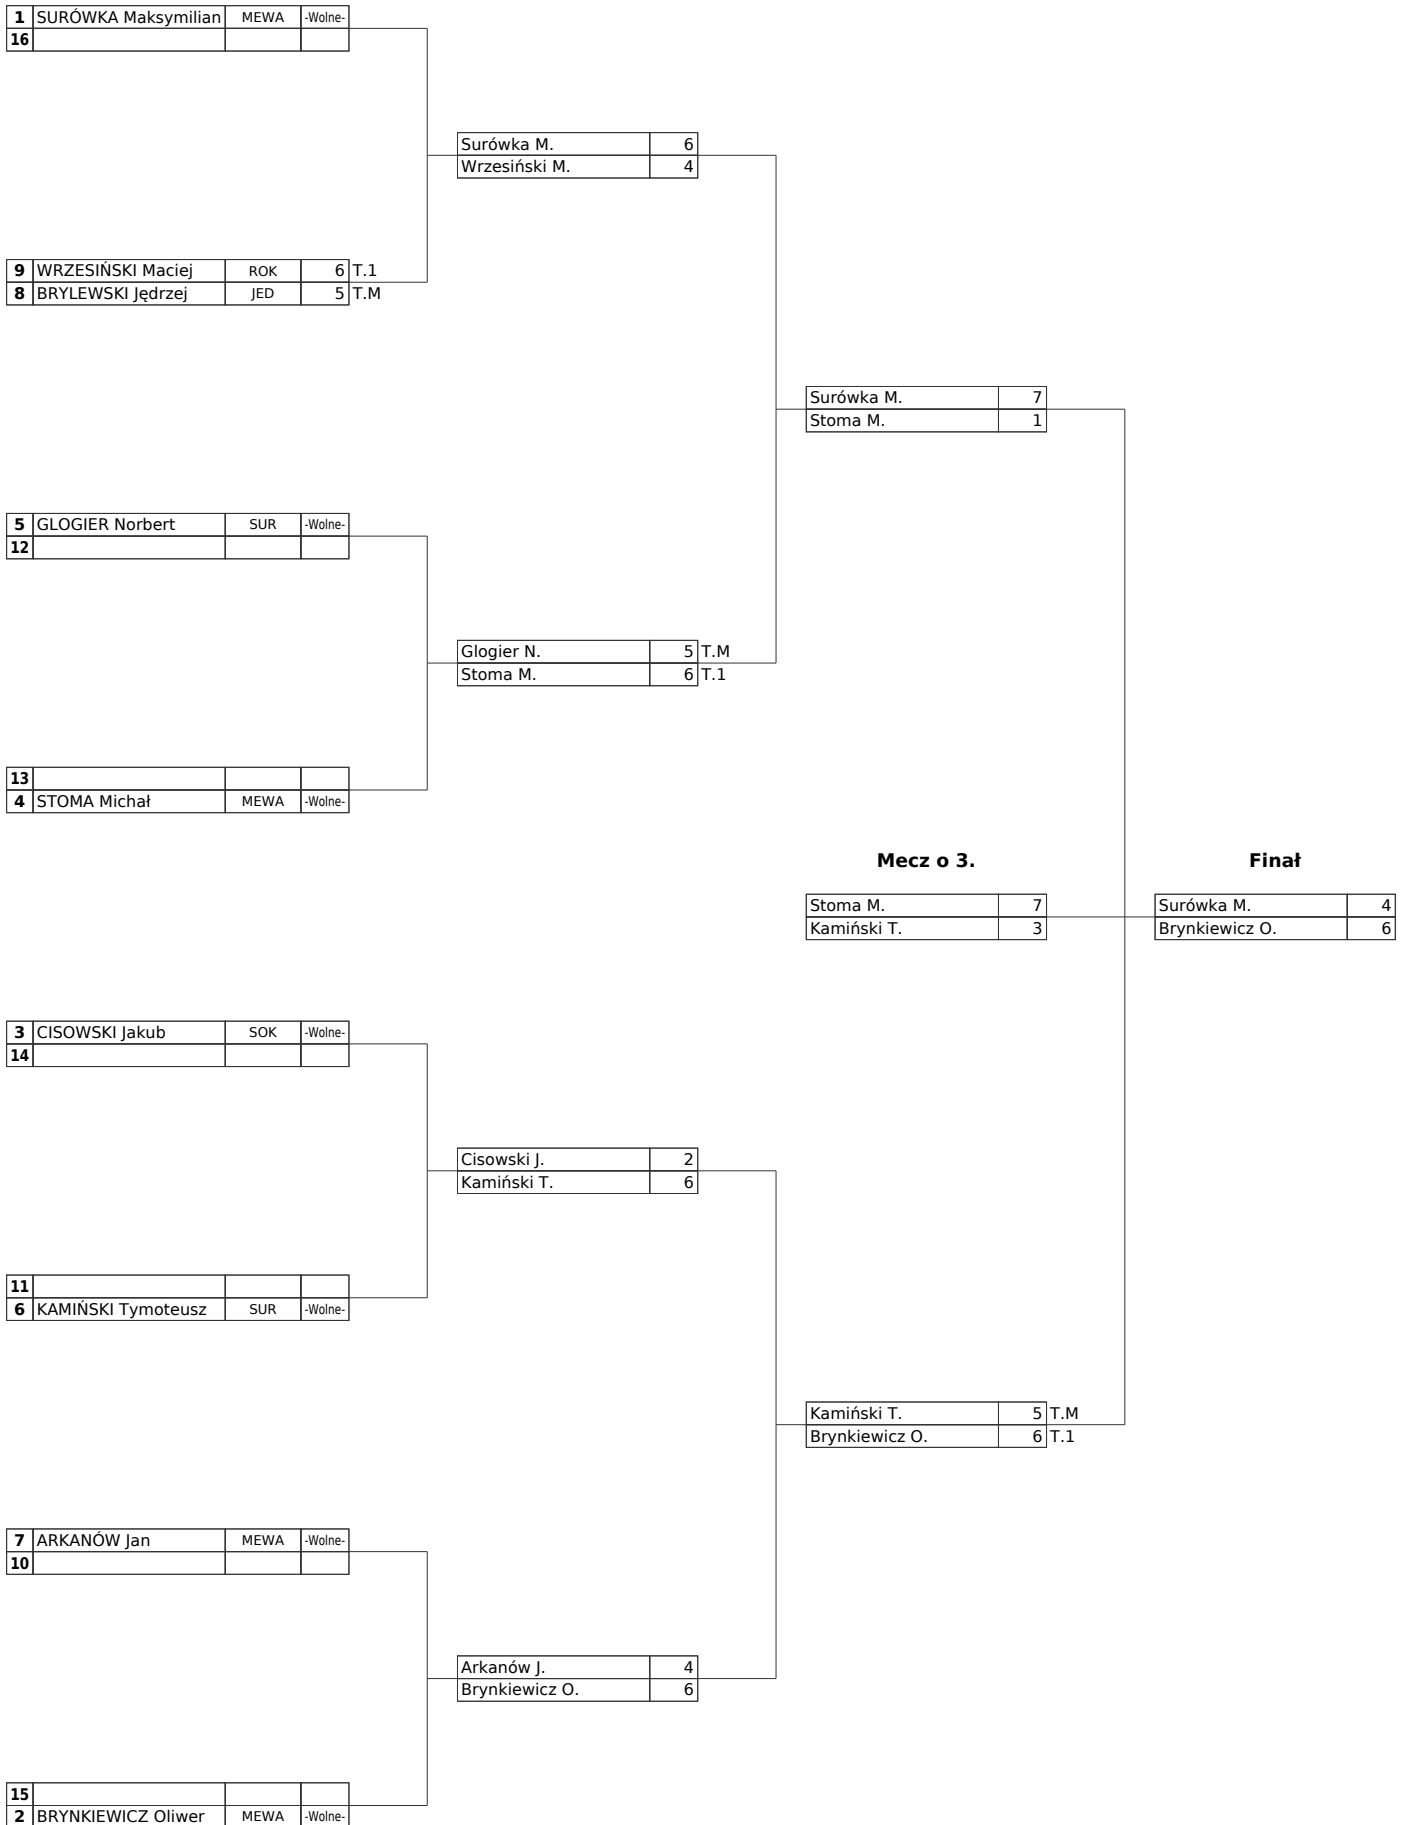 1 SURÓWKA Maksymilian MEWA -Wolne-
16
Surówka M. 6
Wrzesiński M. 4
9 WRZESIŃSKI Maciej ROK 6 T.1
8 BRYLEWSKI Jędrzej JED 5 T.M
Surówka M. 7
Stoma M. 1
5 GLOGIER Norbert SUR -Wolne-
12
Glogier N. 5 T.M
Stoma M. 6 T.1
13
4 STOMA Michał MEWA -Wolne-
Mecz o 3. Finał
Stoma M. 7 Surówka M. 4
Kamiński T. 3 Brynkiewicz O. 6
3 CISOWSKI Jakub SOK -Wolne-
14
Cisowski J. 2
Kamiński T. 6
11
6 KAMIŃSKI Tymoteusz SUR -Wolne-
Kamiński T. 5 T.M
Brynkiewicz O. 6 T.1
7 ARKANÓW Jan MEWA -Wolne-
10
Arkanów J. 4
Brynkiewicz O. 6
15
2 BRYNKIEWICZ Oliwer MEWA -Wolne-